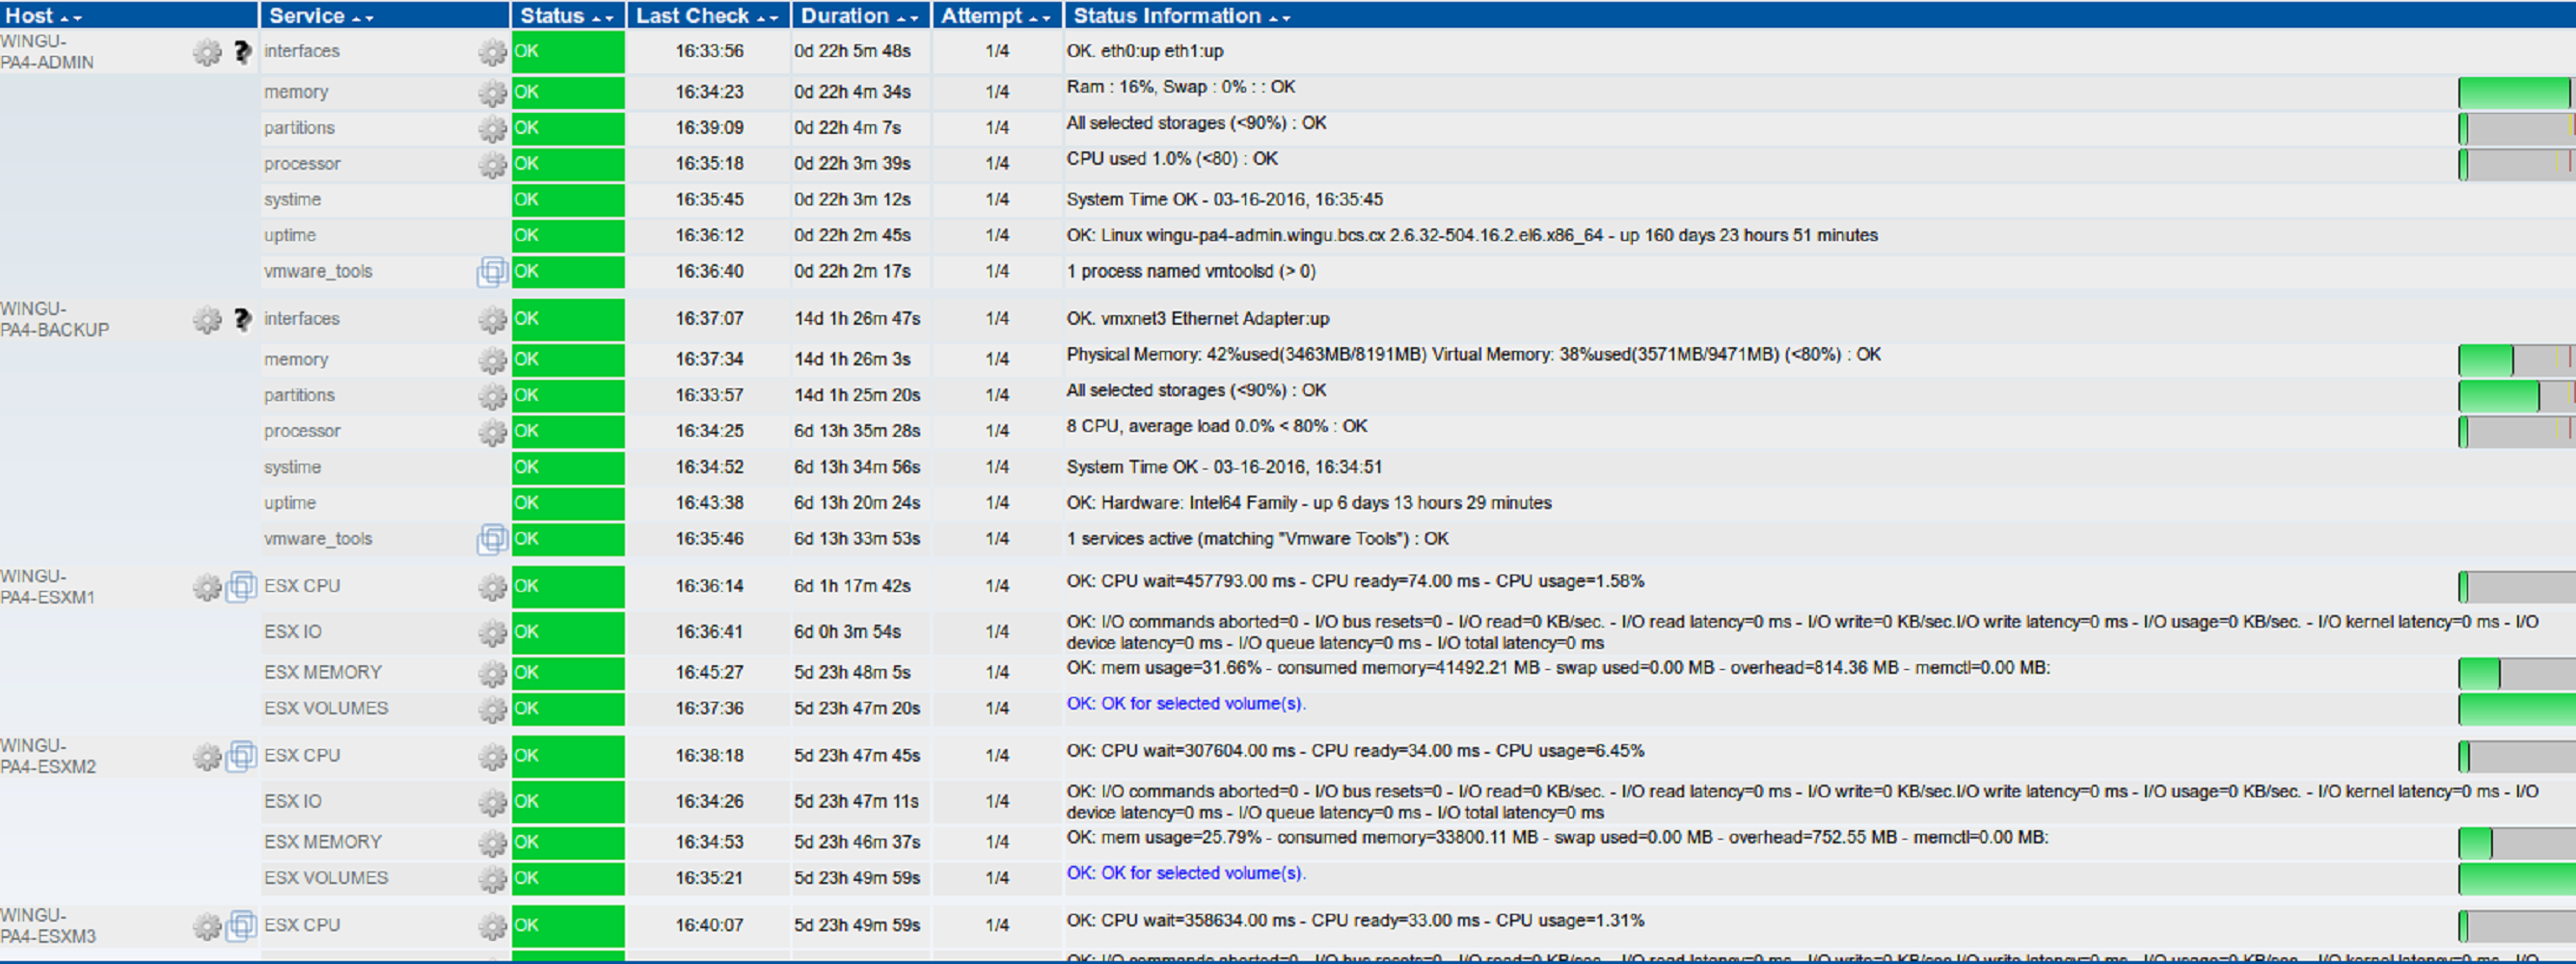 Host Service Status Last Check Duration Attempt Status Information
WINGU-
PA4-ADMIN ? interfaces OK 16:33:56 0d 22h 5m 48s 1/4 OK. eth0:up eth1:up
memory OK 16:34:23 0d 22h 4m 34s 1/4 Ram : 16%, Swap : 0% : : OK
partitions OK 16:39:09 0d 22h 4m 7s 1/4 All selected storages (<90%) : OK
processor OK 16:35:18 0d 22h 3m 39s 1/4 CPU used 1.0% (<80) : OK
systime OK 16:35:45 0d 22h 3m 12s 1/4 System Time OK - 03-16-2016, 16:35:45
uptime OK 16:36:12 0d 22h 2m 45s 1/4 OK: Linux wingu-pa4-admin.wingu.bcs.cx 2.6.32-504.16.2.el6.x86_64 - up 160 days 23 hours 51 minutes
vmware_tools OK 16:36:40 0d 22h 2m 17s 1/4 1 process named vmtoolsd (> 0)
WINGU-
PA4-BACKUP ? interfaces OK 16:37:07 14d 1h 26m 47s 1/4 OK. vmxnet3 Ethernet Adapter:up
memory OK 16:37:34 14d 1h 26m 3s 1/4 Physical Memory: 42%used(3463MB/8191MB) Virtual Memory: 38%used(3571MB/9471MB) (<80%) : OK
partitions OK 16:33:57 14d 1h 25m 20s 1/4 All selected storages (<90%) : OK
processor OK 16:34:25 6d 13h 35m 28s 1/4 8 CPU, average load 0.0% < 80% : OK
systime OK 16:34:52 6d 13h 34m 56s 1/4 System Time OK - 03-16-2016, 16:34:51
uptime OK 16:43:38 6d 13h 20m 24s 1/4 OK: Hardware: Intel64 Family - up 6 days 13 hours 29 minutes
vmware_tools OK 16:35:46 6d 13h 33m 53s 1/4 1 services active (matching "Vmware Tools") : OK
WINGU-
PA4-ESXM1 ESX CPU OK 16:36:14 6d 1h 17m 42s 1/4 OK: CPU wait=457793.00 ms - CPU ready=74.00 ms - CPU usage=1.58%
ESX IO OK 16:36:41 6d 0h 3m 54s 1/4 OK: I/O commands aborted=0 - I/O bus resets=0 - I/O read=0 KB/sec. - I/O read latency=0 ms - I/O write=0 KB/sec.I/O write latency=0 ms - I/O usage=0 KB/sec. - I/O kernel latency=0 ms - I/O
device latency=0 ms - I/O queue latency=0 ms - I/O total latency=0 ms
ESX MEMORY OK 16:45:27 5d 23h 48m 5s 1/4 OK: mem usage=31.66% - consumed memory=41492.21 MB - swap used=0.00 MB - overhead=814.36 MB - memctl=0.00 MB:
ESX VOLUMES OK 16:37:36 5d 23h 47m 20s 1/4 OK: OK for selected volume(s).
WINGU-
PA4-ESXM2 ESX CPU OK 16:38:18 5d 23h 47m 45s 1/4 OK: CPU wait=307604.00 ms - CPU ready=34.00 ms - CPU usage=6.45%
ESX IO OK 16:34:26 5d 23h 47m 11s 1/4 OK: I/O commands aborted=0 - I/O bus resets=0 - I/O read=0 KB/sec. - I/O read latency=0 ms - I/O write=0 KB/sec.I/O write latency=0 ms - I/O usage=0 KB/sec. - I/O kernel latency=0 ms - I/O
device latency=0 ms - I/O queue latency=0 ms - I/O total latency=0 ms
ESX MEMORY OK 16:34:53 5d 23h 46m 37s 1/4 OK: mem usage=25.79% - consumed memory=33800.11 MB - swap used=0.00 MB - overhead=752.55 MB - memctl=0.00 MB:
ESX VOLUMES OK 16:35:21 5d 23h 49m 59s 1/4 OK: OK for selected volume(s).
WINGU-
PA4-ESXM3 ESX CPU OK 16:40:07 5d 23h 49m 59s 1/4 OK: CPU wait=358634.00 ms - CPU ready=33.00 ms - CPU usage=1.31%